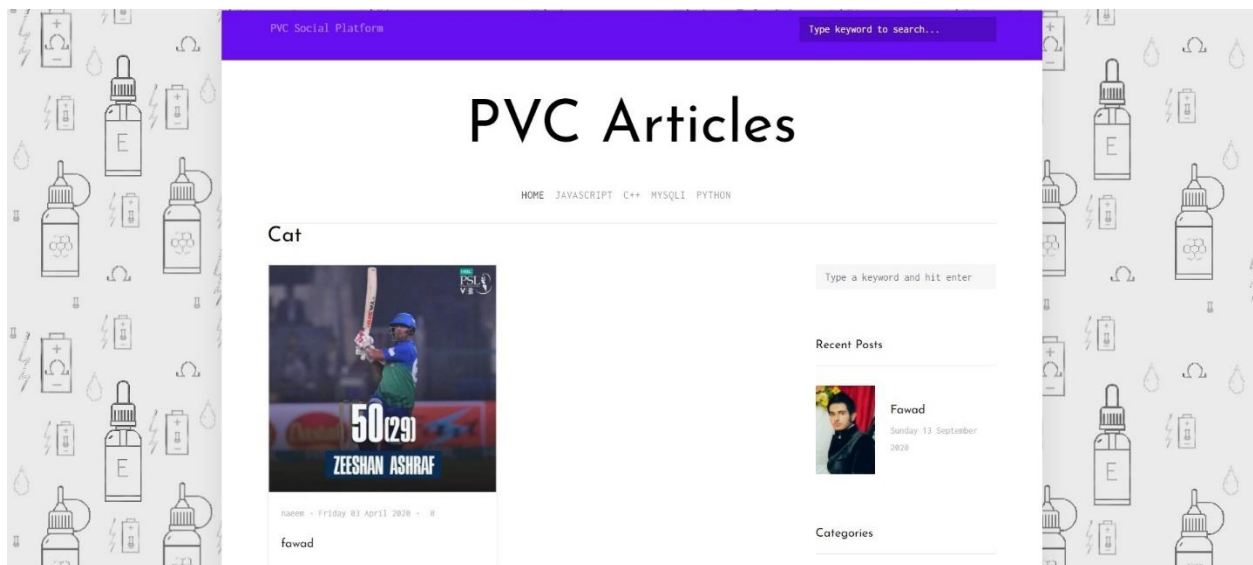 PVC Social Platform
Type keyword to search...
PVC Articles
HOME JAVASCRIPT C++ MYSQLI PYTHON
Cat
PSL
V
50(29)
ZEESHAN ASHRAF
naeem - Friday 03 April 2020 - 0
fawad
Type a keyword and hit enter
Recent Posts
Fawad
Sunday 13 September
2020
Categories
E
E
E
E